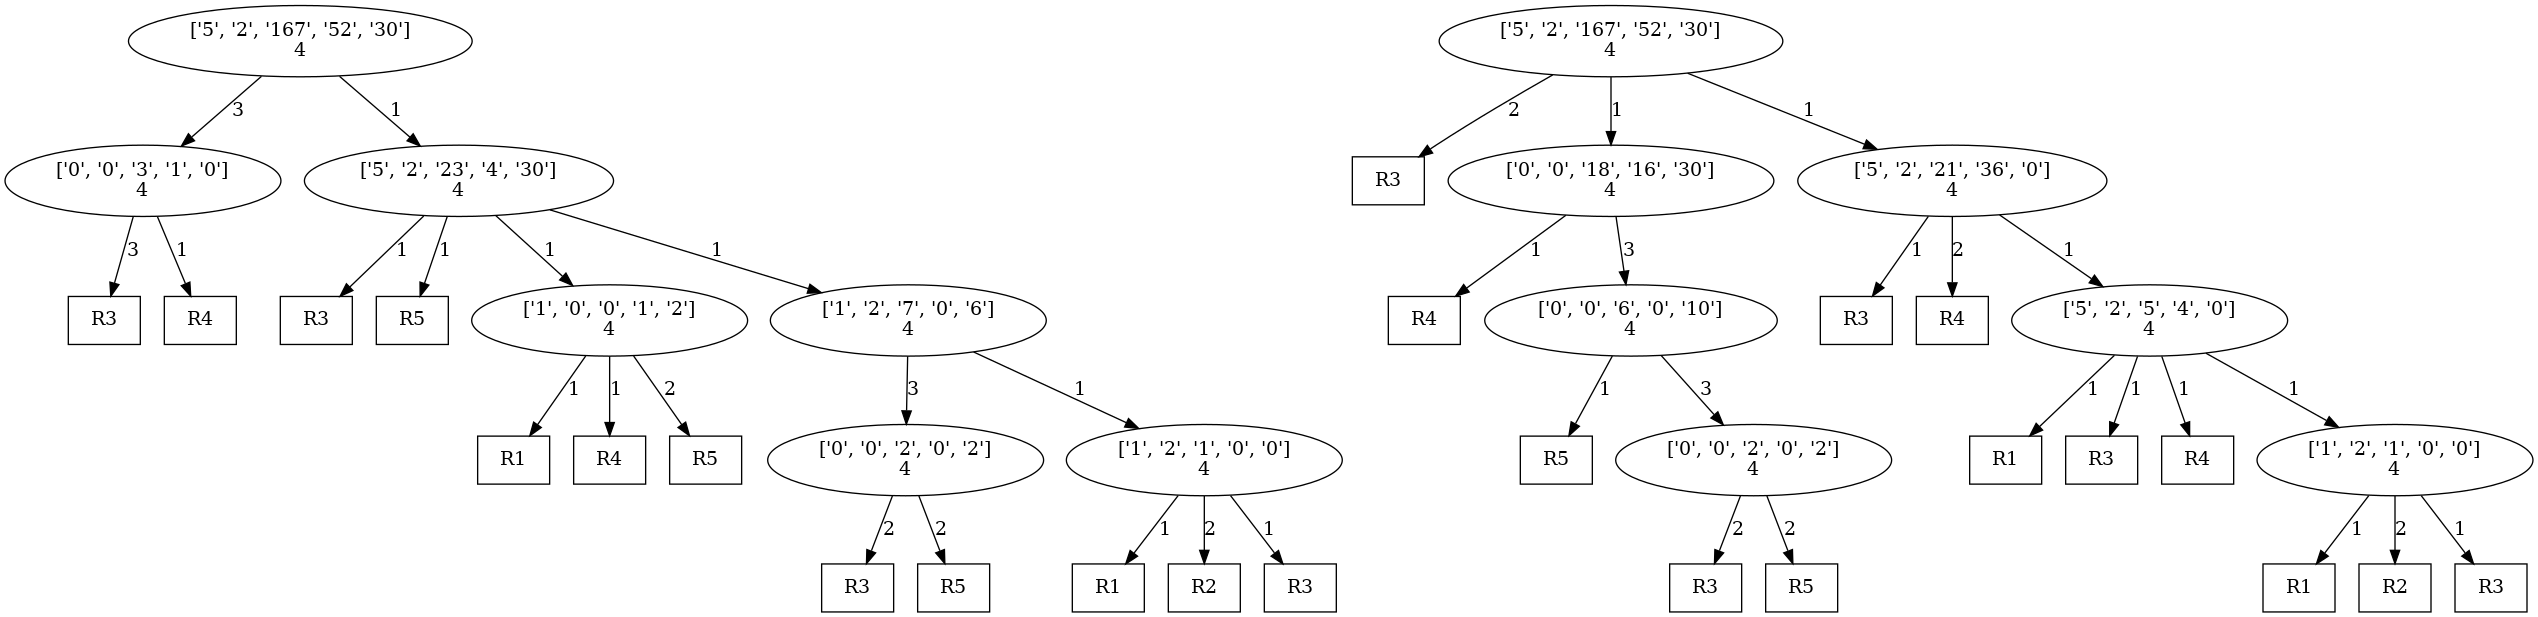 ['5', '2', '167', '52', '30']
4
3
1
['0', '0', '3', '1', '0']
4
['5', '2', '23', '4', '30']
4
3
1
1
1
1
1
R3
R4
R3
R5
['1', '0', '0', '1', '2']
4
['1', '2', '7', '0', '6']
4
1
1
2
3
1
R1
R4
R5
['0', '0', '2', '0', '2']
4
['1', '2', '1', '0', '0']
4
2
2
1
2
1
R3
R5
R1
R2
R3
['5', '2', '167', '52', '30']
4
2
1
1
R3
['0', '0', '18', '16', '30']
4
['5', '2', '21', '36', '0']
4
1
3
1
2
1
R4
['0', '0', '6', '0', '10']
4
R3
R4
['5', '2', '5', '4', '0']
4
1
3
1
1
1
1
R5
['0', '0', '2', '0', '2']
4
R1
R3
R4
['1', '2', '1', '0', '0']
4
2
2
1
2
1
R3
R5
R1
R2
R3